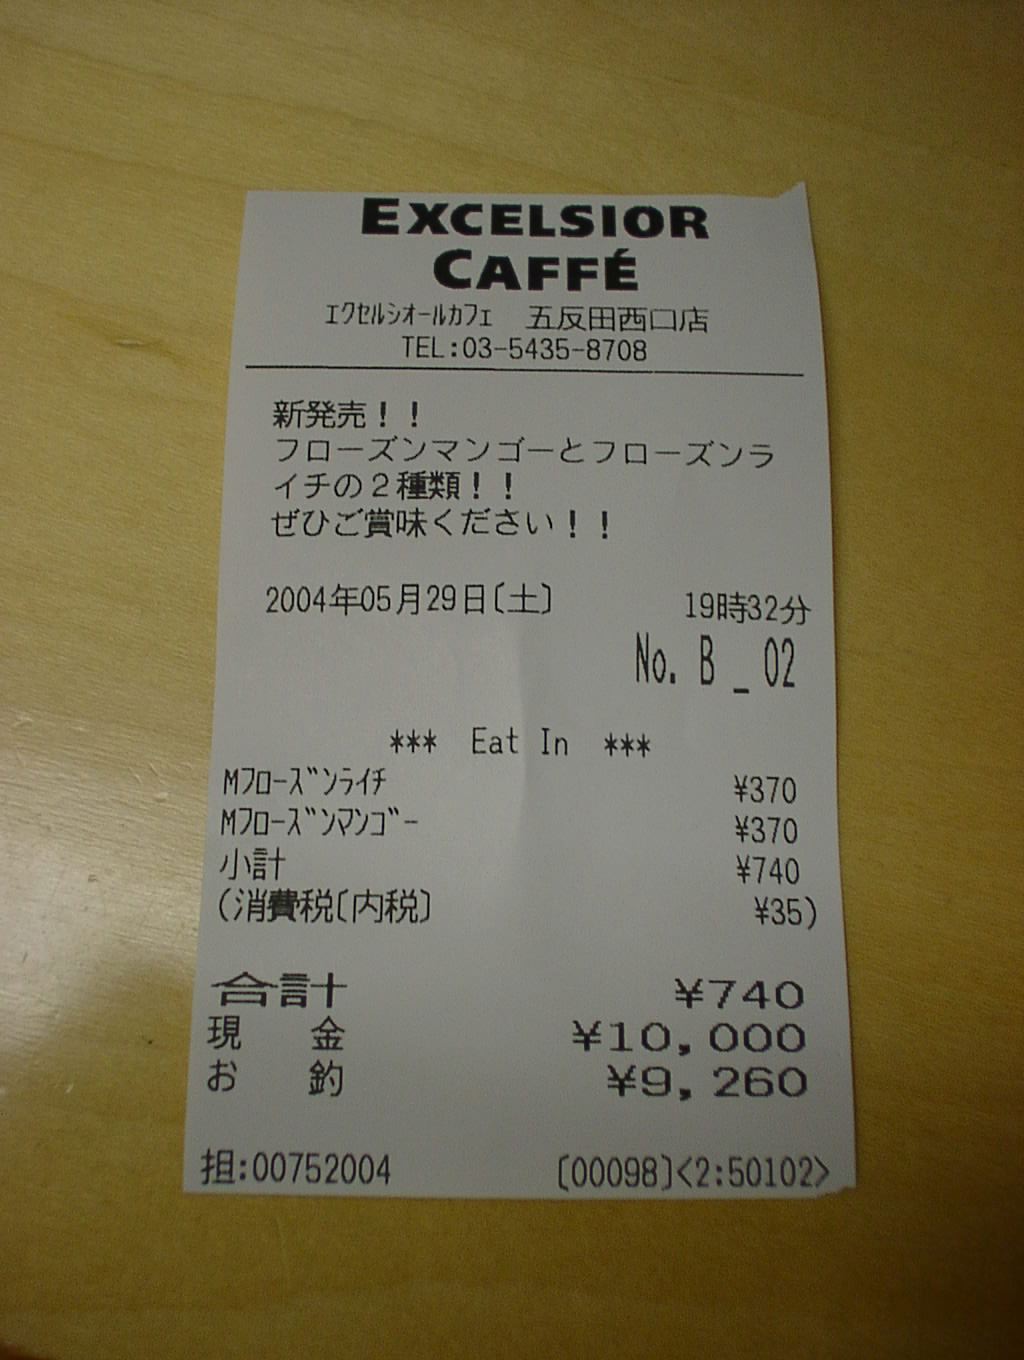 EXCELSIOR
CAFFÉ
ｴｸｾﾙｼｵｰﾙｶﾌｪ 五反田西口店
TEL:03-5435-8708
新発売！！
フローズンマンゴーとフローズンラ
イチの２種類！！
ぜひご賞味ください！！
2004年05月29日〔土〕 19時32分
No. B _ 02
*** Eat In ***
Mﾌﾛｰｽﾞﾝﾗｲﾁ ¥370
Mﾌﾛｰｽﾞﾝﾏﾝｺﾞｰ ¥370
小計 ¥740
(消費税〔内税〕 ¥35)
合計 ¥740
現 金 ¥10,000
お 釣 ¥9,260
担:00752004 〔00098〕<2:50102>